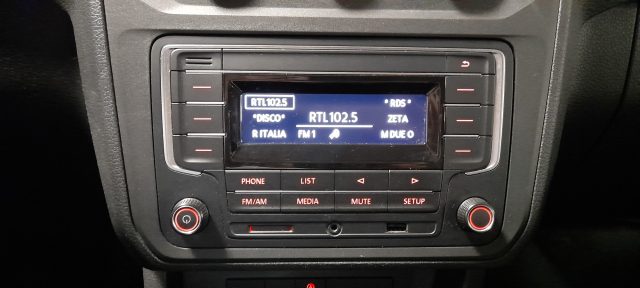 RTL102.5
° RDS °
°DISCO°
RTL102.5
ZETA
R ITALIA
FM 1
M DUE O
PHONE
LIST
FM/AM
MEDIA
MUTE
SETUP